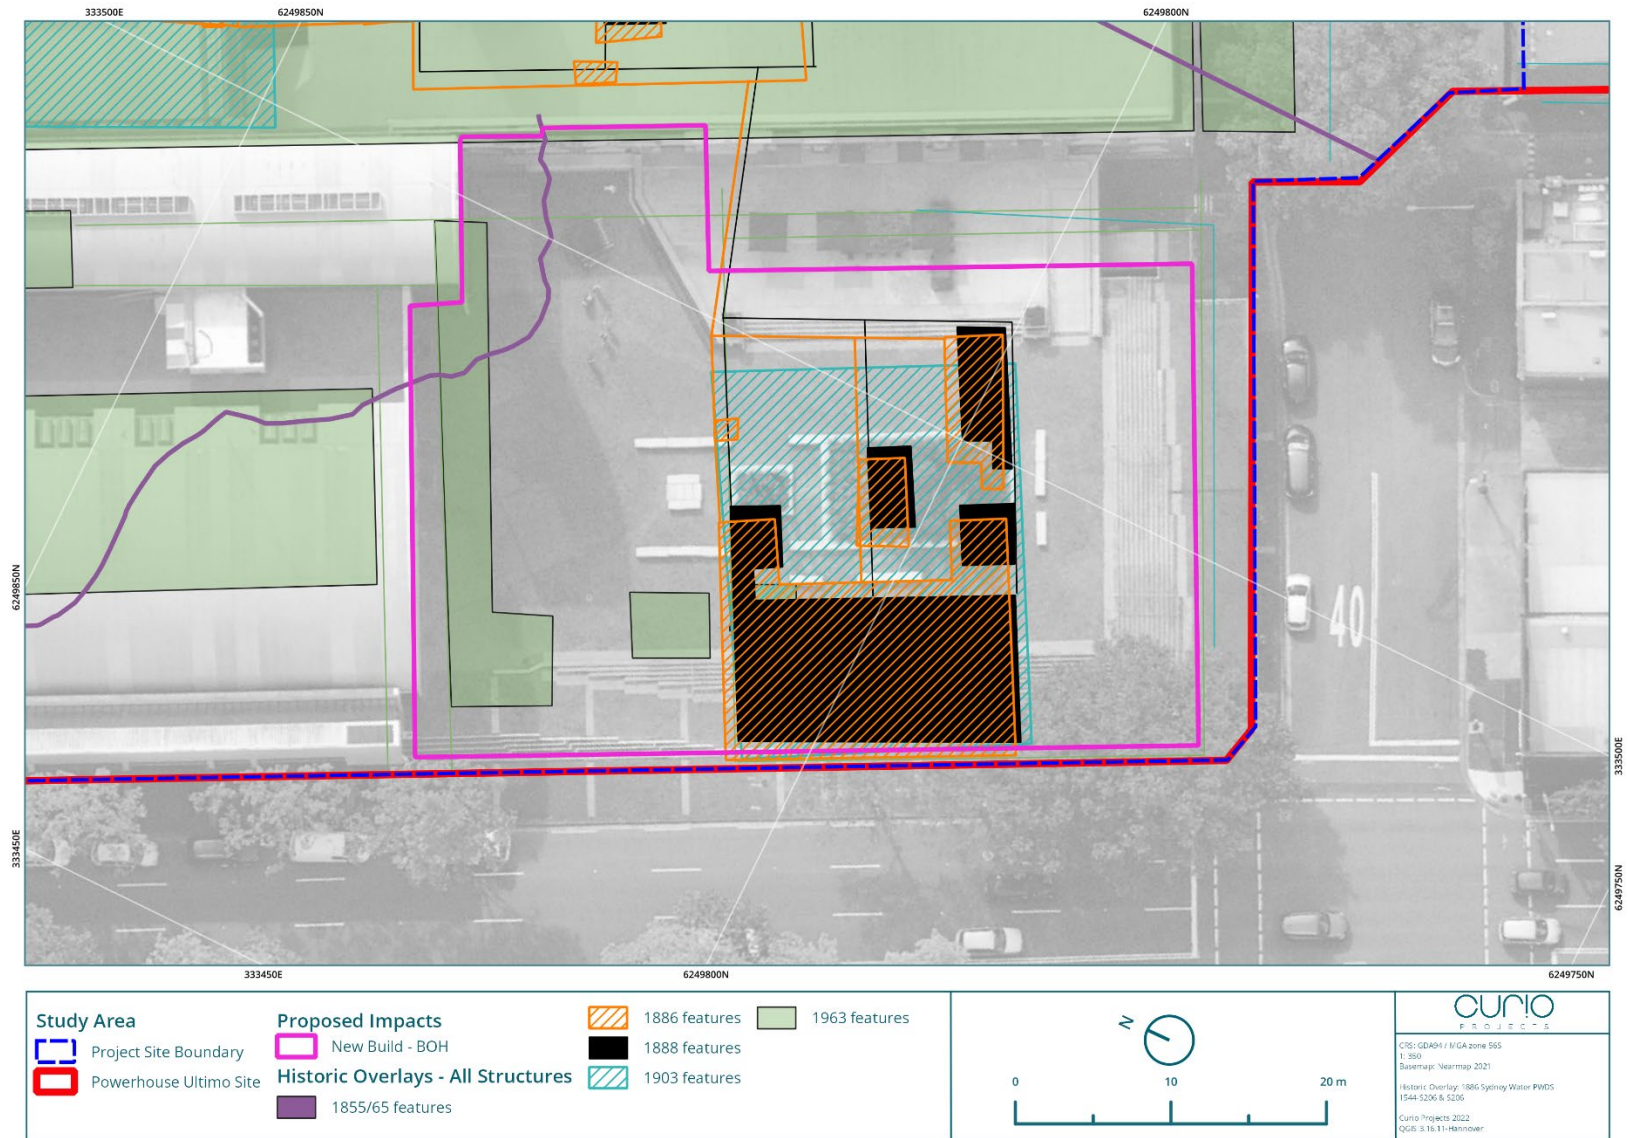 333500E
6249850N
6249800N
6249850N
333450E
40
333500E
6249750N
333450E
6249800N
6249750N
Study Area
Project Site Boundary
Powerhouse Ultimo Site
Proposed Impacts
New Build - BOH
Historic Overlays - All Structures
1855/65 features
1886 features
1888 features
1903 features
1963 features
N
0
10
20 m
CURIO
PROJECTS
CRS: GDA94 / MGA zone 56S
1: 350
Basemap: Nearmap 2021
Historic Overlay: 1886 Sydney Water PWDS
1544-S206 & S206
Curio Projects 2022
QGIS 3.16.11-Hannover